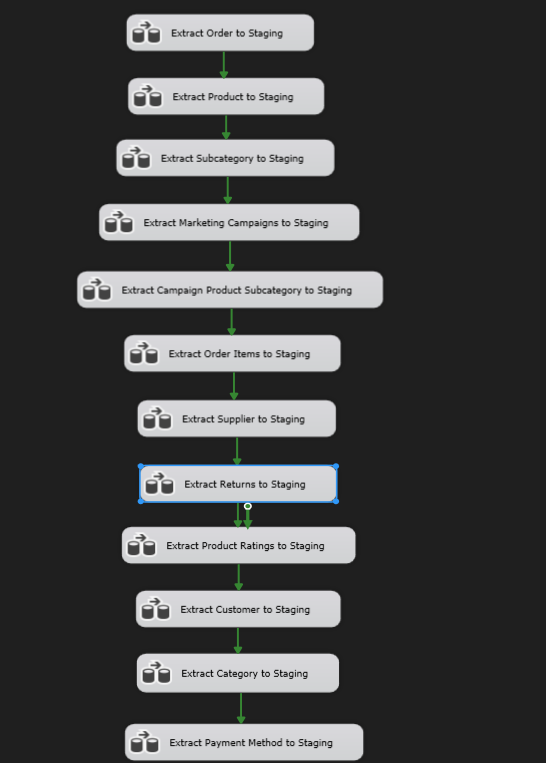 Extract Order to Staging
Extract Product to Staging
Extract Subcategory to Staging
Extract Marketing Campaigns to Staging
Extract Campaign Product Subcategory to Staging
Extract Order Items to Staging
Extract Supplier to Staging
Extract Returns to Staging
Extract Product Ratings to Staging
Extract Customer to Staging
Extract Category to Staging
Extract Payment Method to Staging